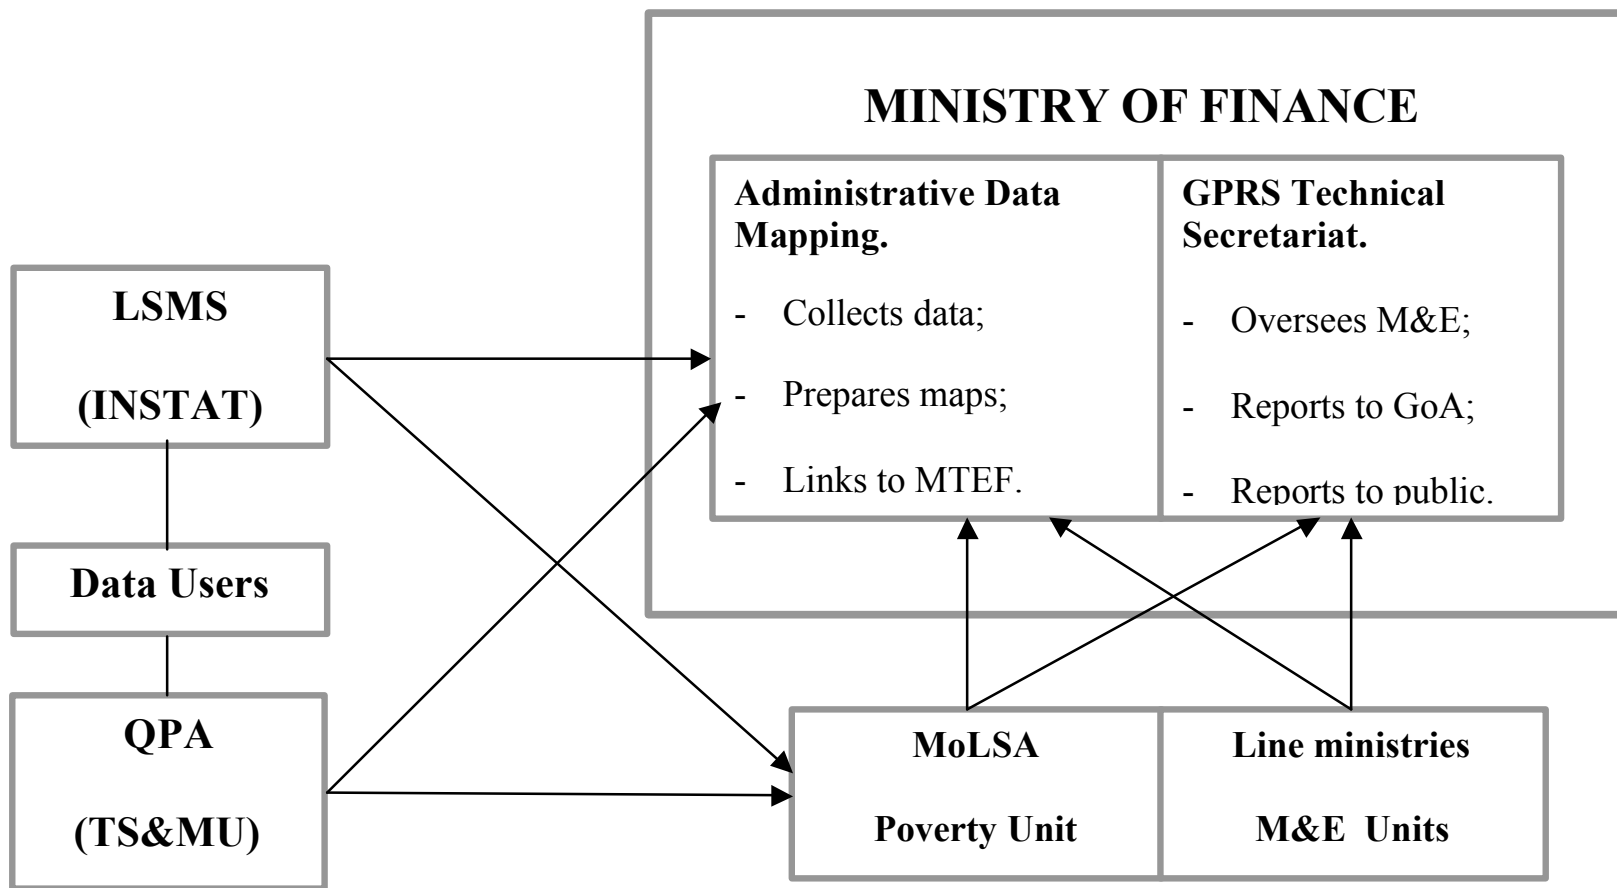 MINISTRY OF FINANCE
Administrative Data
Mapping.
- Collects data;
- Prepares maps;
- Links to MTEF.
GPRS Technical
Secretariat.
- Oversees M&E;
- Reports to GoA;
- Reports to public.
LSMS
(INSTAT)
Data Users
QPA
(TS&MU)
MoLSA
Poverty Unit
Line ministries
M&E Units